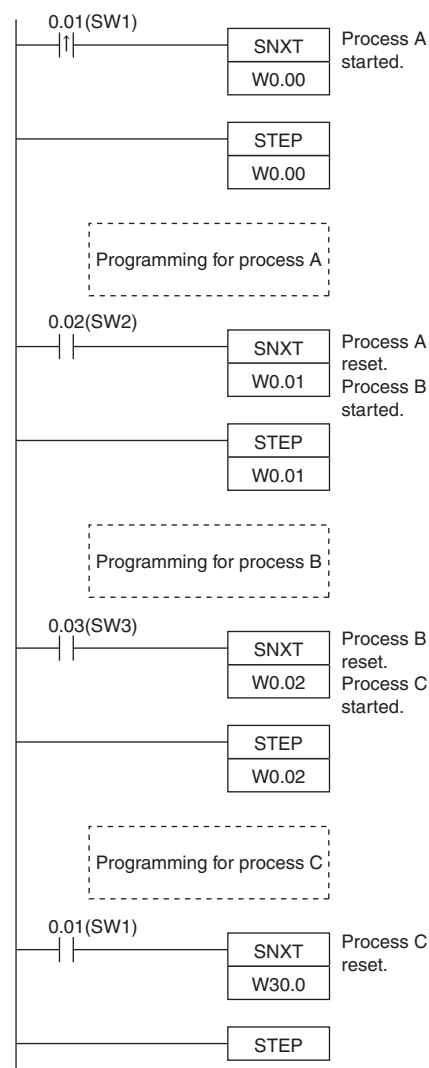 0.01(SW1)
SNXT
W0.00
Process A
started.
STEP
W0.00
Programming for process A
0.02(SW2)
SNXT
W0.01
Process A
reset.
Process B
started.
STEP
W0.01
Programming for process B
0.03(SW3)
SNXT
W0.02
Process B
reset.
Process C
started.
STEP
W0.02
Programming for process C
0.01(SW1)
SNXT
W30.0
Process C
reset.
STEP